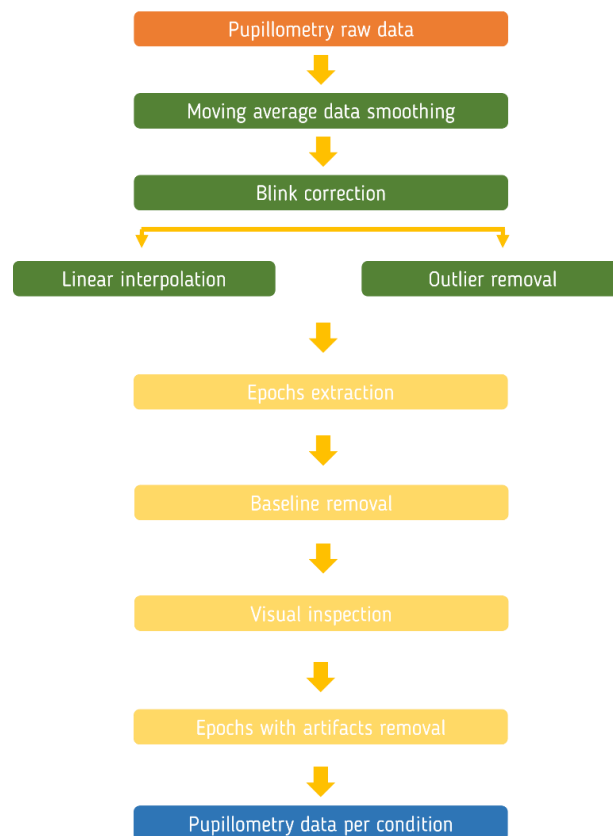 Pupillometry raw data
Moving average data smoothing
Blink correction
Linear interpolation
Outlier removal
Epochs extraction
Baseline removal
Visual inspection
Epochs with artifacts removal
Pupillometry data per condition